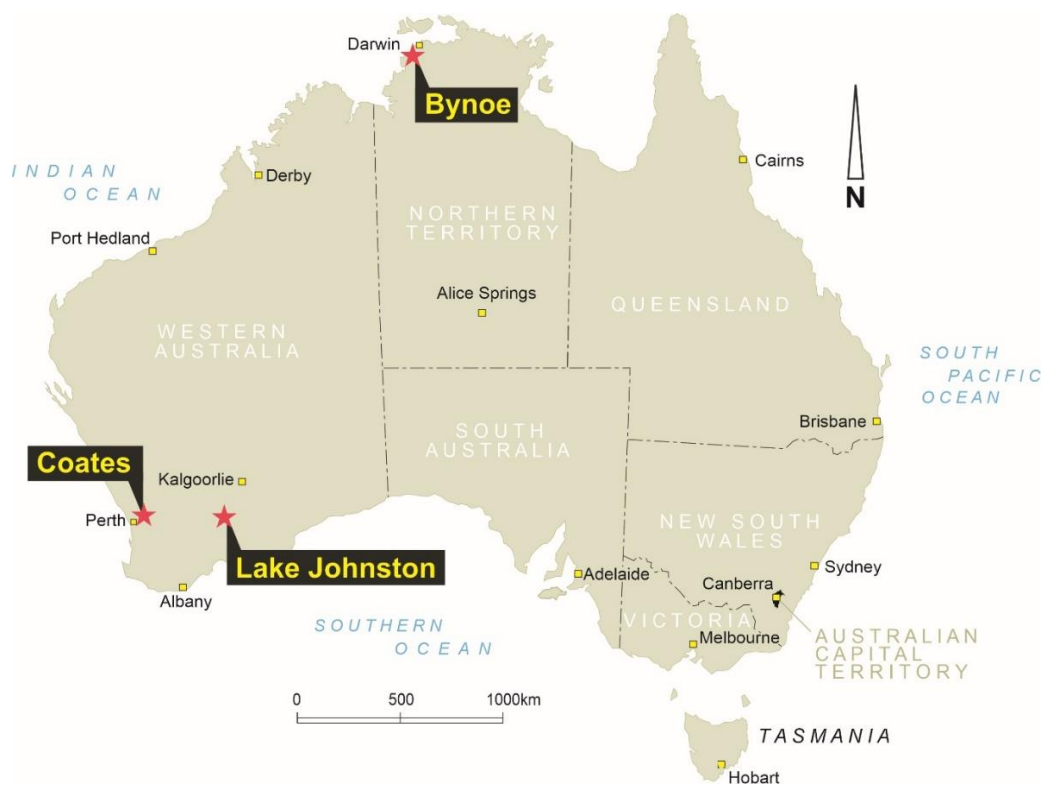 Darwin
Bynoe
INDIAN
OCEAN
Derby
Cairns
N
Port Hedland
NORTHERN
TERRITORY
Alice Springs
QUEENSLAND
WESTERN
AUSTRALIA
SOUTH
PACIFIC
OCEAN
Brisbane
SOUTH
AUSTRALIA
Coates
Kalgoorlie
Perth
Lake Johnston
NEW SOUTH
WALES
Sydney
Adelaide
Canberra
Albany
VICTORIA
Melbourne
SOUTHERN
OCEAN
AUSTRALIAN
CAPITAL
TERRITORY
0 500 1000km
TASMANIA
Hobart